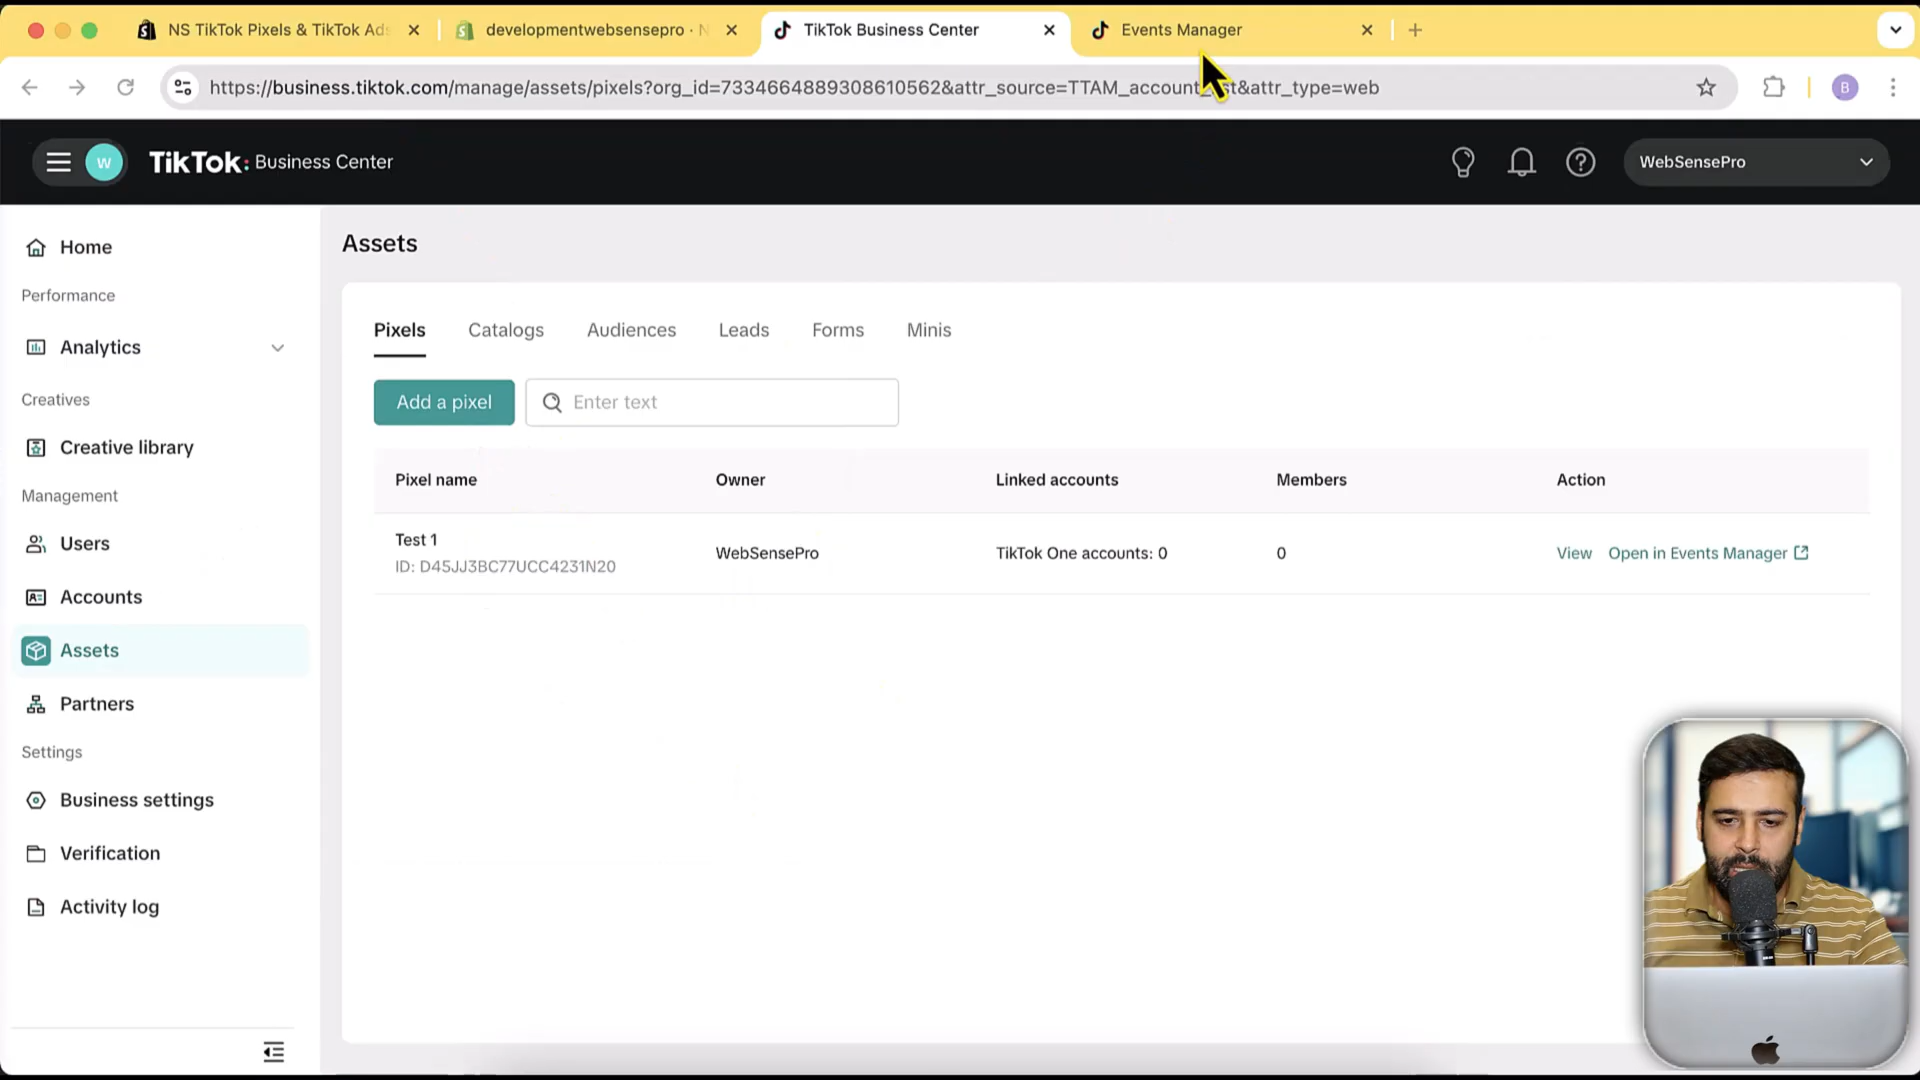 NS TikTok Pixels & TikTok Ads
developmentwebsensepro · N
TikTok Business Center
Events Manager
https://business.tiktok.com/manage/assets/pixels?org_id=7334664889308610562&attr_source=TTAM_account_list&attr_type=web
B
W
TikTok: Business Center
WebSensePro
Home
Performance
Analytics
Creatives
Creative library
Management
Users
Accounts
Assets
Partners
Settings
Business settings
Verification
Activity log
Assets
Pixels Catalogs Audiences Leads Forms Minis
Add a pixel
Enter text
Pixel name Owner Linked accounts Members Action
Test 1
ID: D45JJ3BC77UCC4231N20
WebSensePro
TikTok One accounts: 0
0
View Open in Events Manager